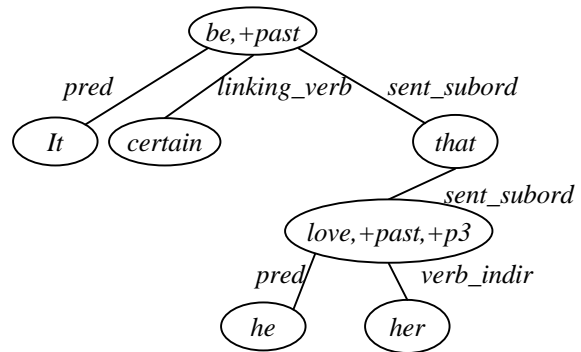 be,+past
pred linking_verb sent_subord
It certain that
sent_subord
love,+past,+p3
pred verb_indir
he her